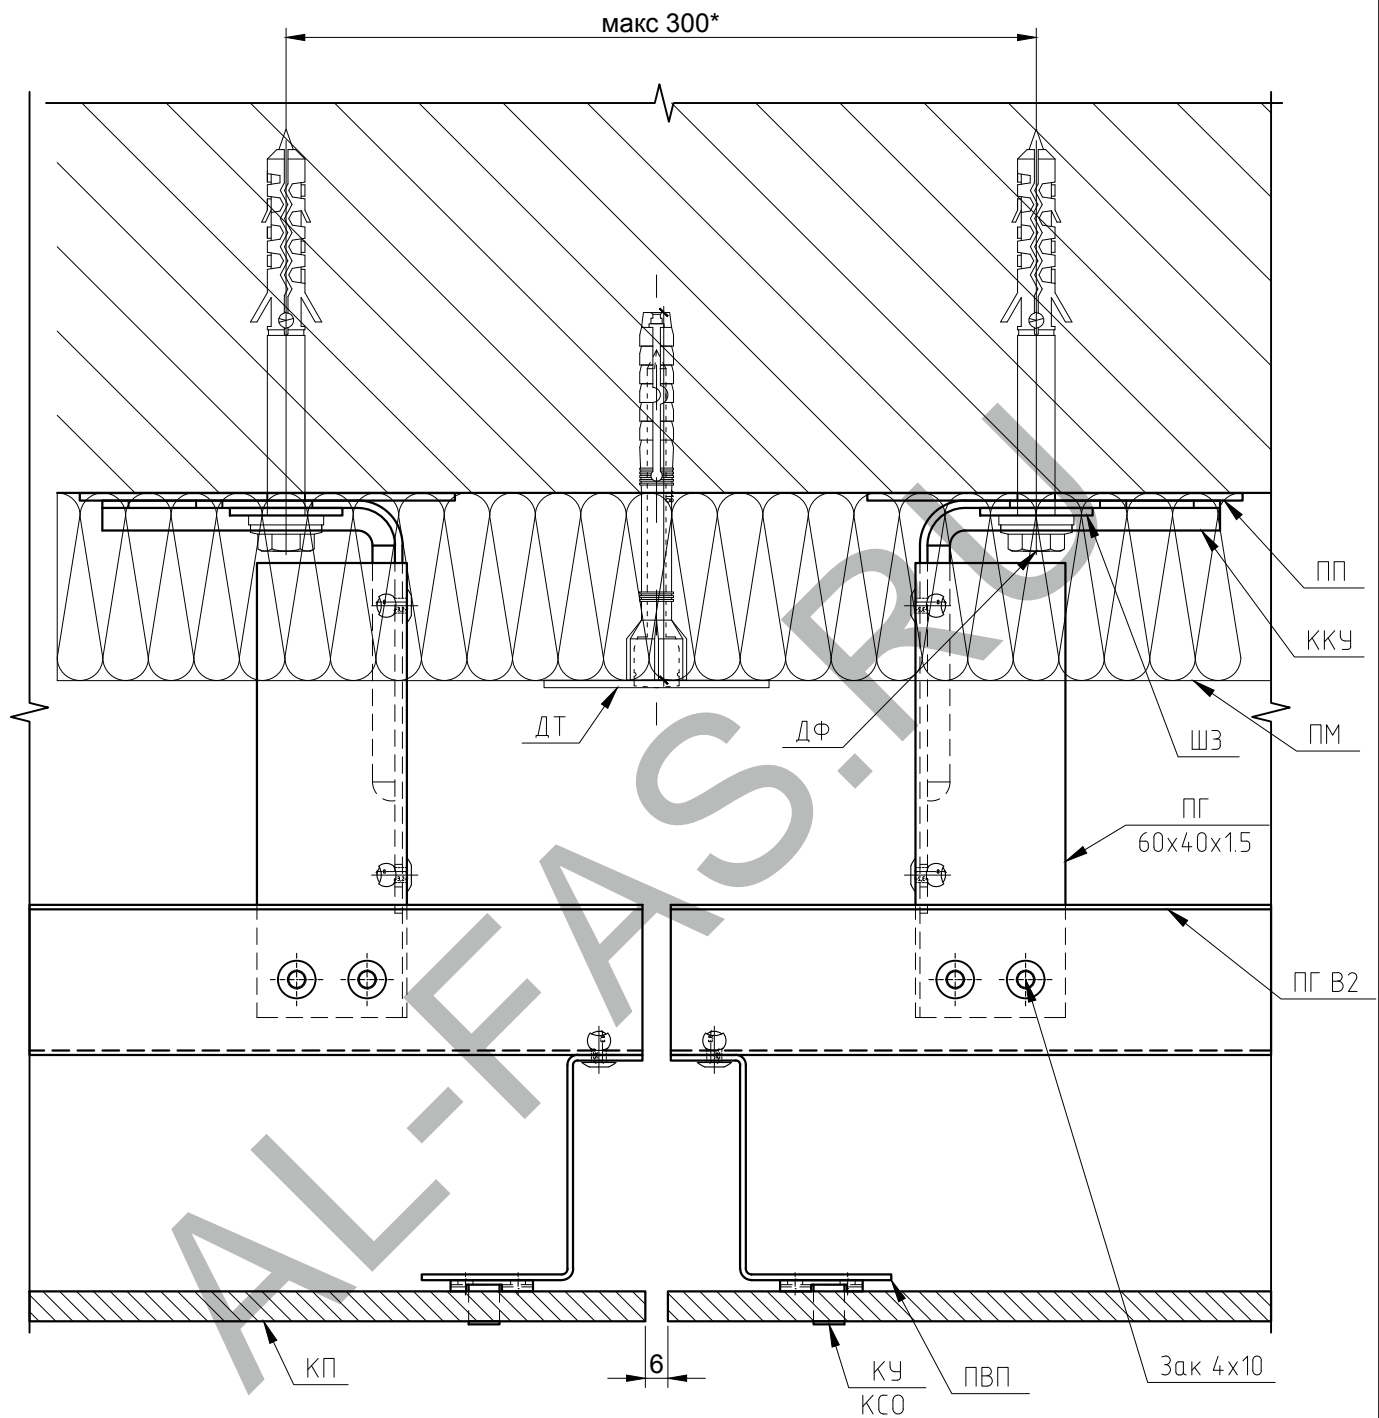 макс 300*
ПП
ККУ
ДТ
ДФ
ШЗ
ПМ
ПГ
60х40х1.5
ПГ В2
КП
6
КУ
КСО
ПВП
Зак 4х10
AL-FAS.RU